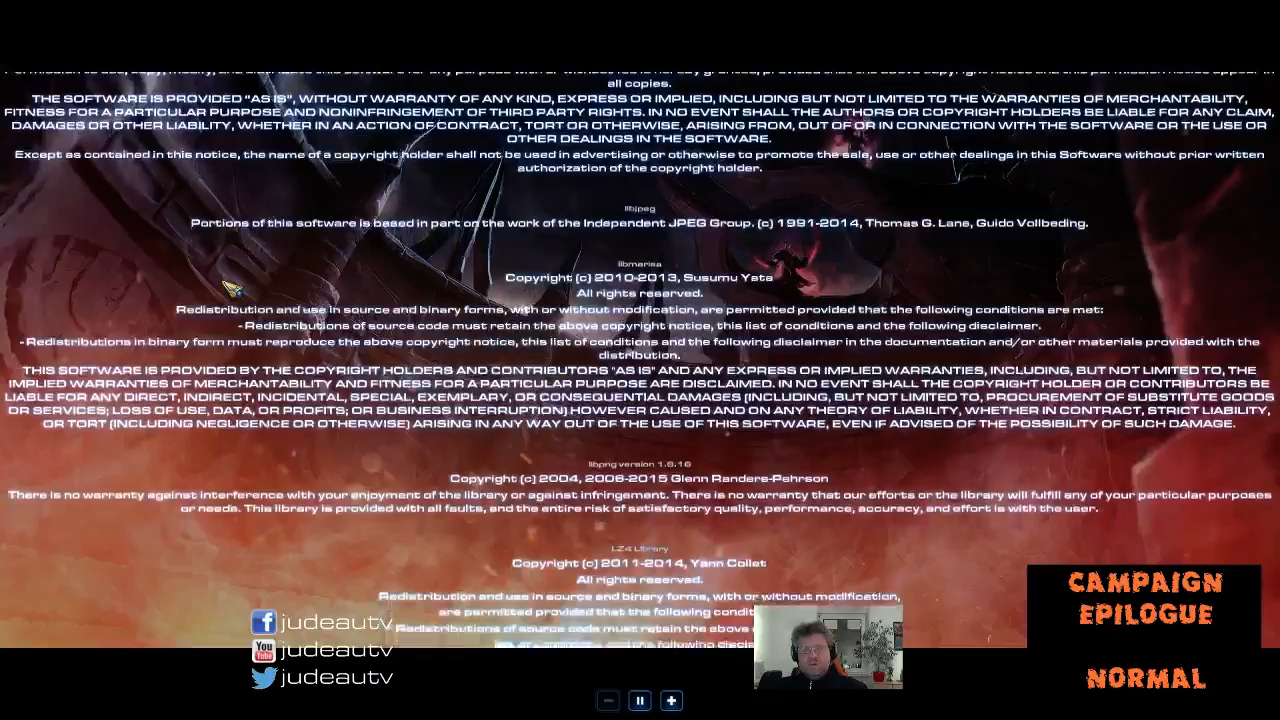 all copies.
THE SOFTWARE IS PROVIDED "AS IS", WITHOUT WARRANTY OF ANY KIND, EXPRESS OR IMPLIED, INCLUDING BUT NOT LIMITED TO THE WARRANTIES OF MERCHANTABILITY,
FITNESS FOR A PARTICULAR PURPOSE AND NONINFRINGEMENT OF THIRD PARTY RIGHTS. IN NO EVENT SHALL THE AUTHORS OR COPYRIGHT HOLDERS BE LIABLE FOR ANY CLAIM,
DAMAGES OR OTHER LIABILITY, WHETHER IN AN ACTION OF CONTRACT, TORT OR OTHERWISE, ARISING FROM, OUT OF OR IN CONNECTION WITH THE SOFTWARE OR THE USE OR
OTHER DEALINGS IN THE SOFTWARE.
Except as contained in this notice, the name of a copyright holder shall not be used in advertising or otherwise to promote the sale, use or other dealings in this Software without prior written
authorization of the copyright holder.
libjpeg
Portions of this software is based in part on the work of the Independent JPEG Group. (c) 1991-2014, Thomas G. Lane, Guido Vollbeding.
libmarisa
Copyright (c) 2010-2013, Susumu Yata
All rights reserved.
Redistribution and use in source and binary forms, with or without modification, are permitted provided that the following conditions are met:
- Redistributions of source code must retain the above copyright notice, this list of conditions and the following disclaimer.
- Redistributions in binary form must reproduce the above copyright notice, this list of conditions and the following disclaimer in the documentation and/or other materials provided with the
distribution.
THIS SOFTWARE IS PROVIDED BY THE COPYRIGHT HOLDERS AND CONTRIBUTORS "AS IS" AND ANY EXPRESS OR IMPLIED WARRANTIES, INCLUDING, BUT NOT LIMITED TO, THE
IMPLIED WARRANTIES OF MERCHANTABILITY AND FITNESS FOR A PARTICULAR PURPOSE ARE DISCLAIMED. IN NO EVENT SHALL THE COPYRIGHT HOLDER OR CONTRIBUTORS BE
LIABLE FOR ANY DIRECT, INDIRECT, INCIDENTAL, SPECIAL, EXEMPLARY, OR CONSEQUENTIAL DAMAGES (INCLUDING, BUT NOT LIMITED TO, PROCUREMENT OF SUBSTITUTE GOODS
OR SERVICES; LOSS OF USE, DATA, OR PROFITS; OR BUSINESS INTERRUPTION) HOWEVER CAUSED AND ON ANY THEORY OF LIABILITY, WHETHER IN CONTRACT, STRICT LIABILITY,
OR TORT (INCLUDING NEGLIGENCE OR OTHERWISE) ARISING IN ANY WAY OUT OF THE USE OF THIS SOFTWARE, EVEN IF ADVISED OF THE POSSIBILITY OF SUCH DAMAGE.
libpng version 1.6.16
Copyright (c) 2004, 2006-2015 Glenn Randers-Pehrson
There is no warranty against interference with your enjoyment of the library or against infringement. There is no warranty that our efforts or the library will fulfill any of your particular purposes
or needs. This library is provided with all faults, and the entire risk of satisfactory quality, performance, accuracy, and effort is with the user.
LZ4 Library
Copyright (c) 2011-2014, Yann Collet
All rights reserved.
Redistribution and use in source and binary forms, with or without modification,
are permitted provided that the following
Redistributions of source code must retain the above
judeautv
judeautv
judeautv
CAMPAIGN
EPILOGUE
NORMAL